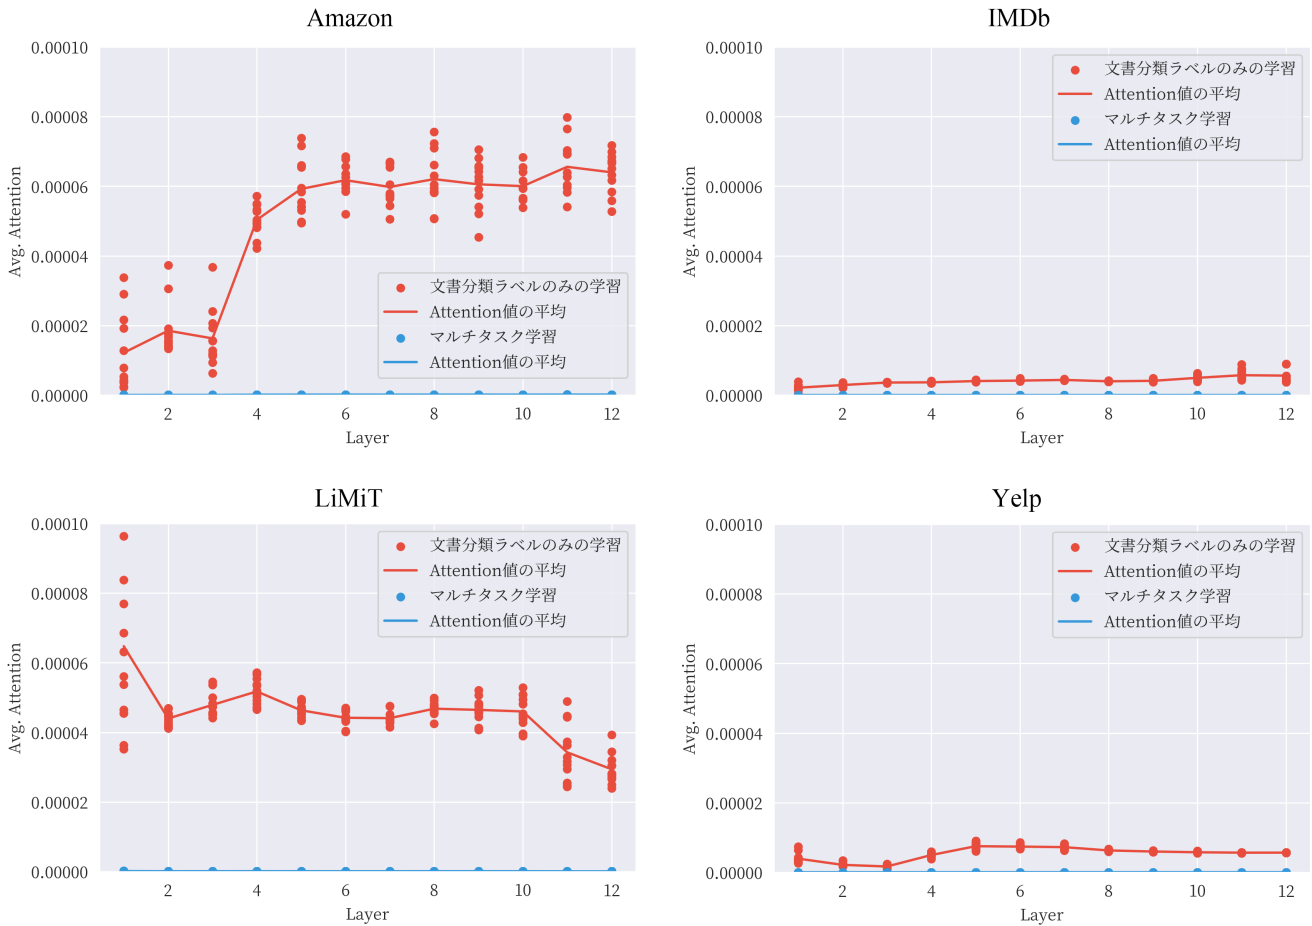 Amazon
0.00010
0.00008
0.00006
0.00004
0.00002
0.00000
Avg. Attention
文書分類ラベルのみの学習
Attention値の平均
マルチタスク学習
Attention値の平均
2 4 6 8 10 12
Layer
IMDb
0.00010
0.00008
0.00006
0.00004
0.00002
0.00000
Avg. Attention
文書分類ラベルのみの学習
Attention値の平均
マルチタスク学習
Attention値の平均
2 4 6 8 10 12
Layer
LiMiT
0.00010
0.00008
0.00006
0.00004
0.00002
0.00000
Avg. Attention
文書分類ラベルのみの学習
Attention値の平均
マルチタスク学習
Attention値の平均
2 4 6 8 10 12
Layer
Yelp
0.00010
0.00008
0.00006
0.00004
0.00002
0.00000
Avg. Attention
文書分類ラベルのみの学習
Attention値の平均
マルチタスク学習
Attention値の平均
2 4 6 8 10 12
Layer